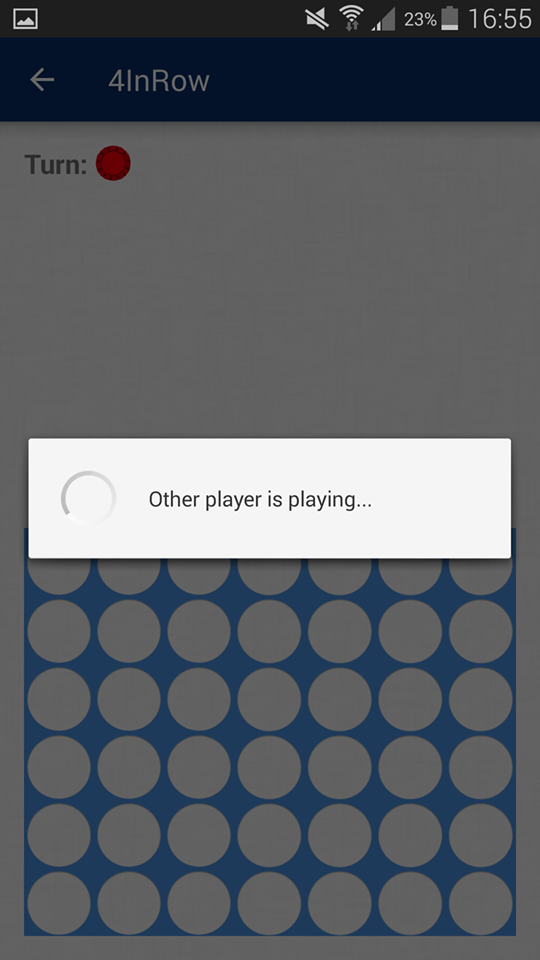 23% 16:55
4InRow
Turn:
Other player is playing...